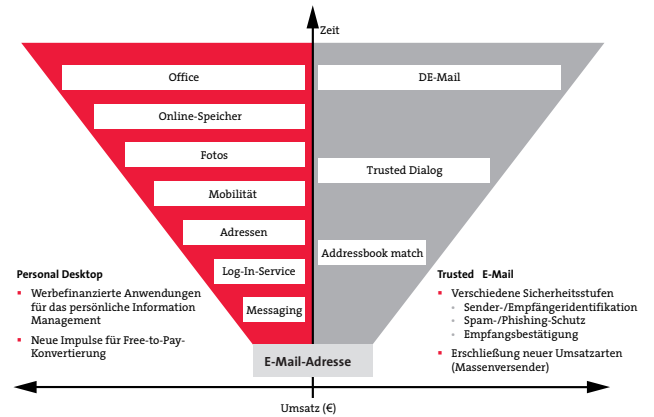 Zeit
Office
DE-Mail
Online-Speicher
Fotos
Trusted Dialog
Mobilität
Adressen
Addressbook match
Log-In-Service
Messaging
Personal Desktop
▪ Werbefinanzierte Anwendungen
für das persönliche Information
Management
▪ Neue Impulse für Free-to-Pay-
Konvertierung
Trusted E-Mail
▪ Verschiedene Sicherheitsstufen
◦ Sender-/Empfängeridentifikation
◦ Spam-/Phishing-Schutz
◦ Empfangsbestätigung
▪ Erschließung neuer Umsatzarten
(Massenversender)
E-Mail-Adresse
Umsatz (€)